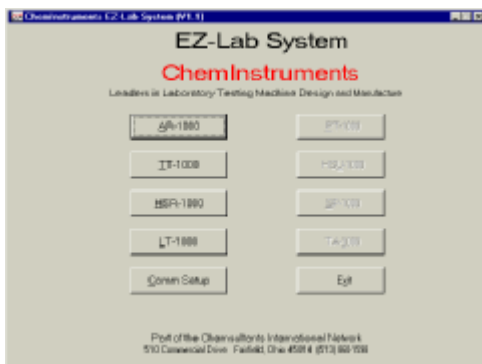 ChemInstruments EZ-Lab System (V1.1)
EZ-Lab System
ChemInstruments
Leaders in Laboratory Testing Machine Design and Manufacture
AR-1000
TT-1000
HSR-1000
LT-1000
Comm Setup
Exit
Part of the Chemsultants International Network
510 Commercial Drive Fairfield, Ohio 45014 (513)